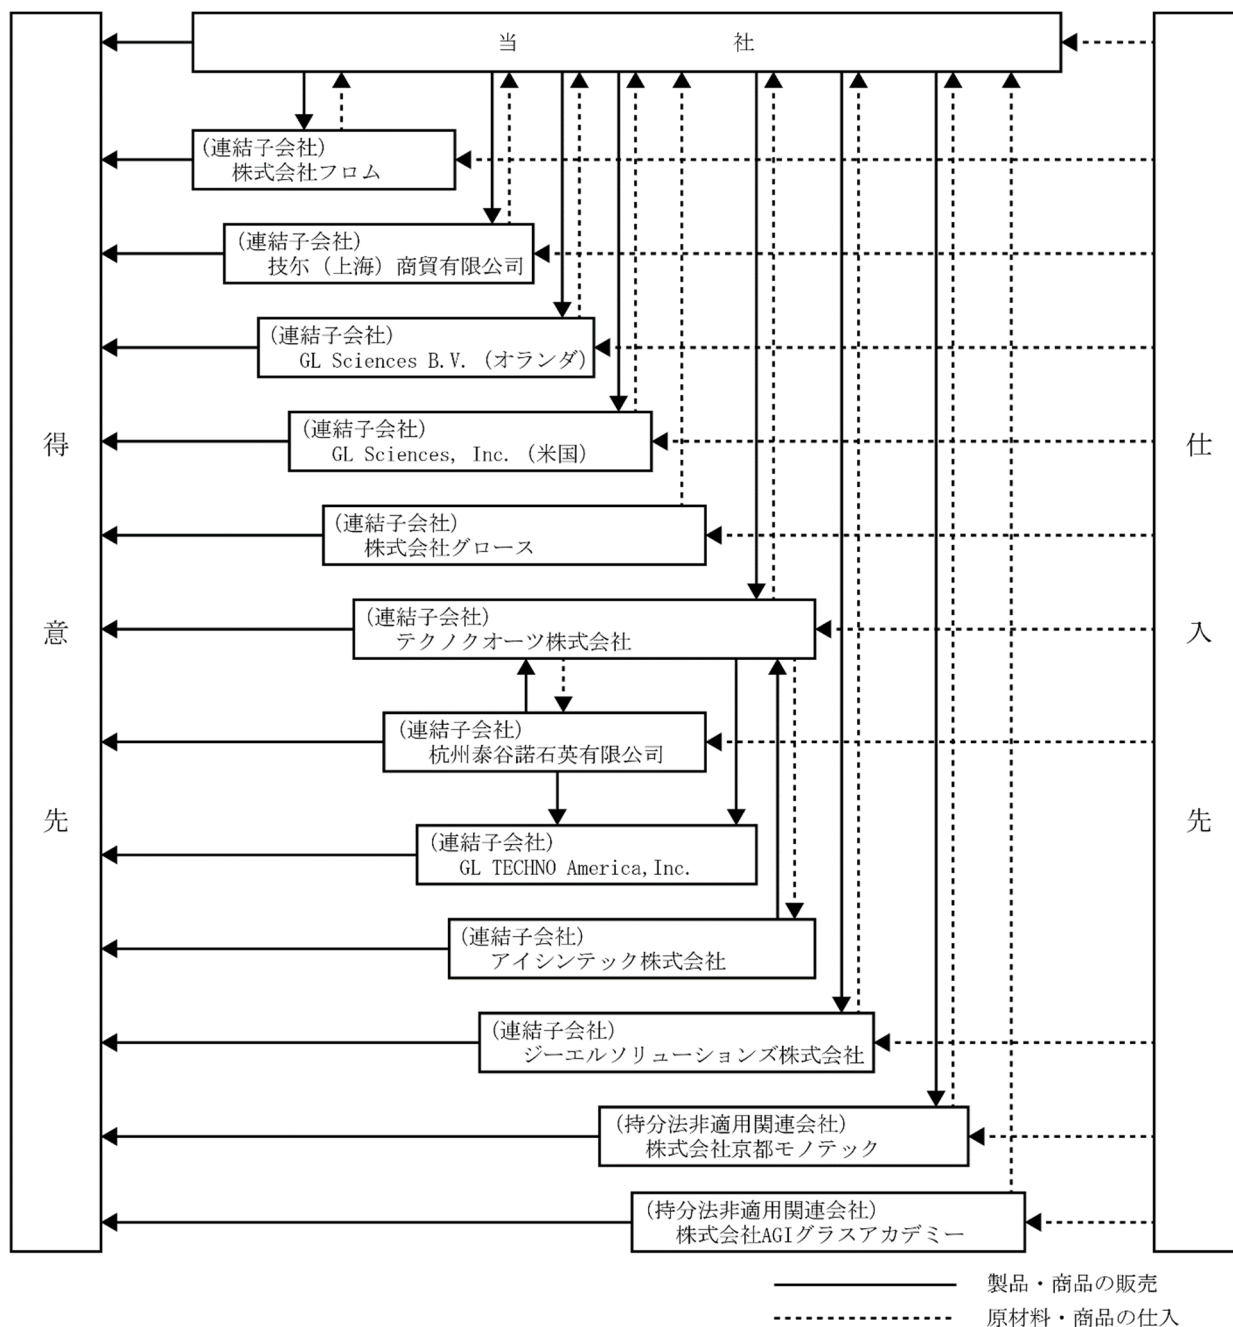 当社
(連結子会社)
株式会社フロム
(連結子会社)
技尓(上海)商貿有限公司
(連結子会社)
GL Sciences B.V.(オランダ)
(連結子会社)
GL Sciences, Inc.(米国)
(連結子会社)
株式会社グロース
(連結子会社)
テクノクオーツ株式会社
(連結子会社)
杭州泰谷諾石英有限公司
(連結子会社)
GL TECHNO America,Inc.
(連結子会社)
アイシンテック株式会社
(連結子会社)
ジーエルソリューションズ株式会社
(持分法非適用関連会社)
株式会社京都モノテック
(持分法非適用関連会社)
株式会社AGIグラスアカデミー
得意先
仕入先
製品・商品の販売
原材料・商品の仕入